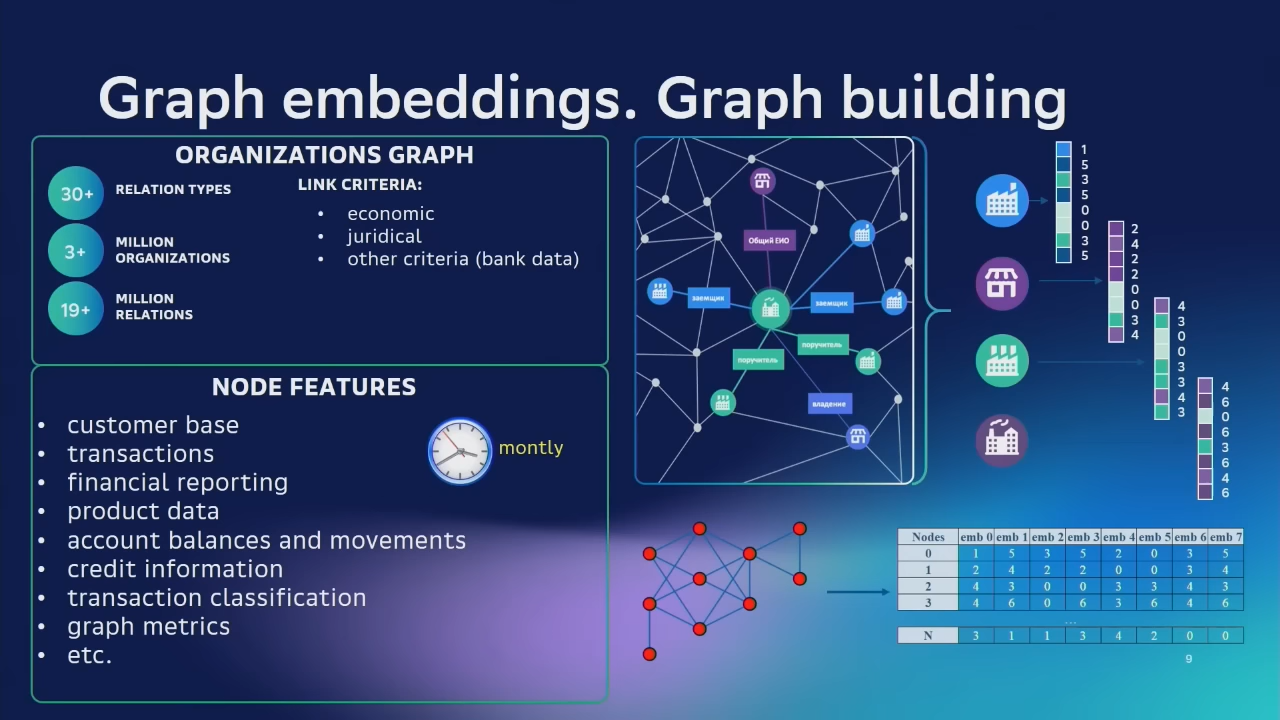 Graph embeddings. Graph building
ORGANIZATIONS GRAPH
30+
RELATION TYPES
3+
MILLION
ORGANIZATIONS
19+
MILLION
RELATIONS
LINK CRITERIA:
• economic
• juridical
• other criteria (bank data)
NODE FEATURES
• customer base
• transactions
• financial reporting
• product data
• account balances and movements
• credit information
• transaction classification
• graph metrics
• etc.
montly
Общий ЕИО
заемщик
заемщик
поручитель
поручитель
владение
1
5
3
5
0
0
3
5
2
4
2
2
0
0
3
4
4
3
0
0
3
3
4
3
4
6
0
6
3
6
4
6
Nodes emb 0 emb 1 emb 2 emb 3 emb 4 emb 5 emb 6 emb 7
0 1 5 3 5 2 0 3 5
1 2 4 2 2 0 0 3 4
2 4 3 0 0 3 3 4 3
3 4 6 0 6 3 6 4 6
...
N 3 1 1 3 4 2 0 0
9